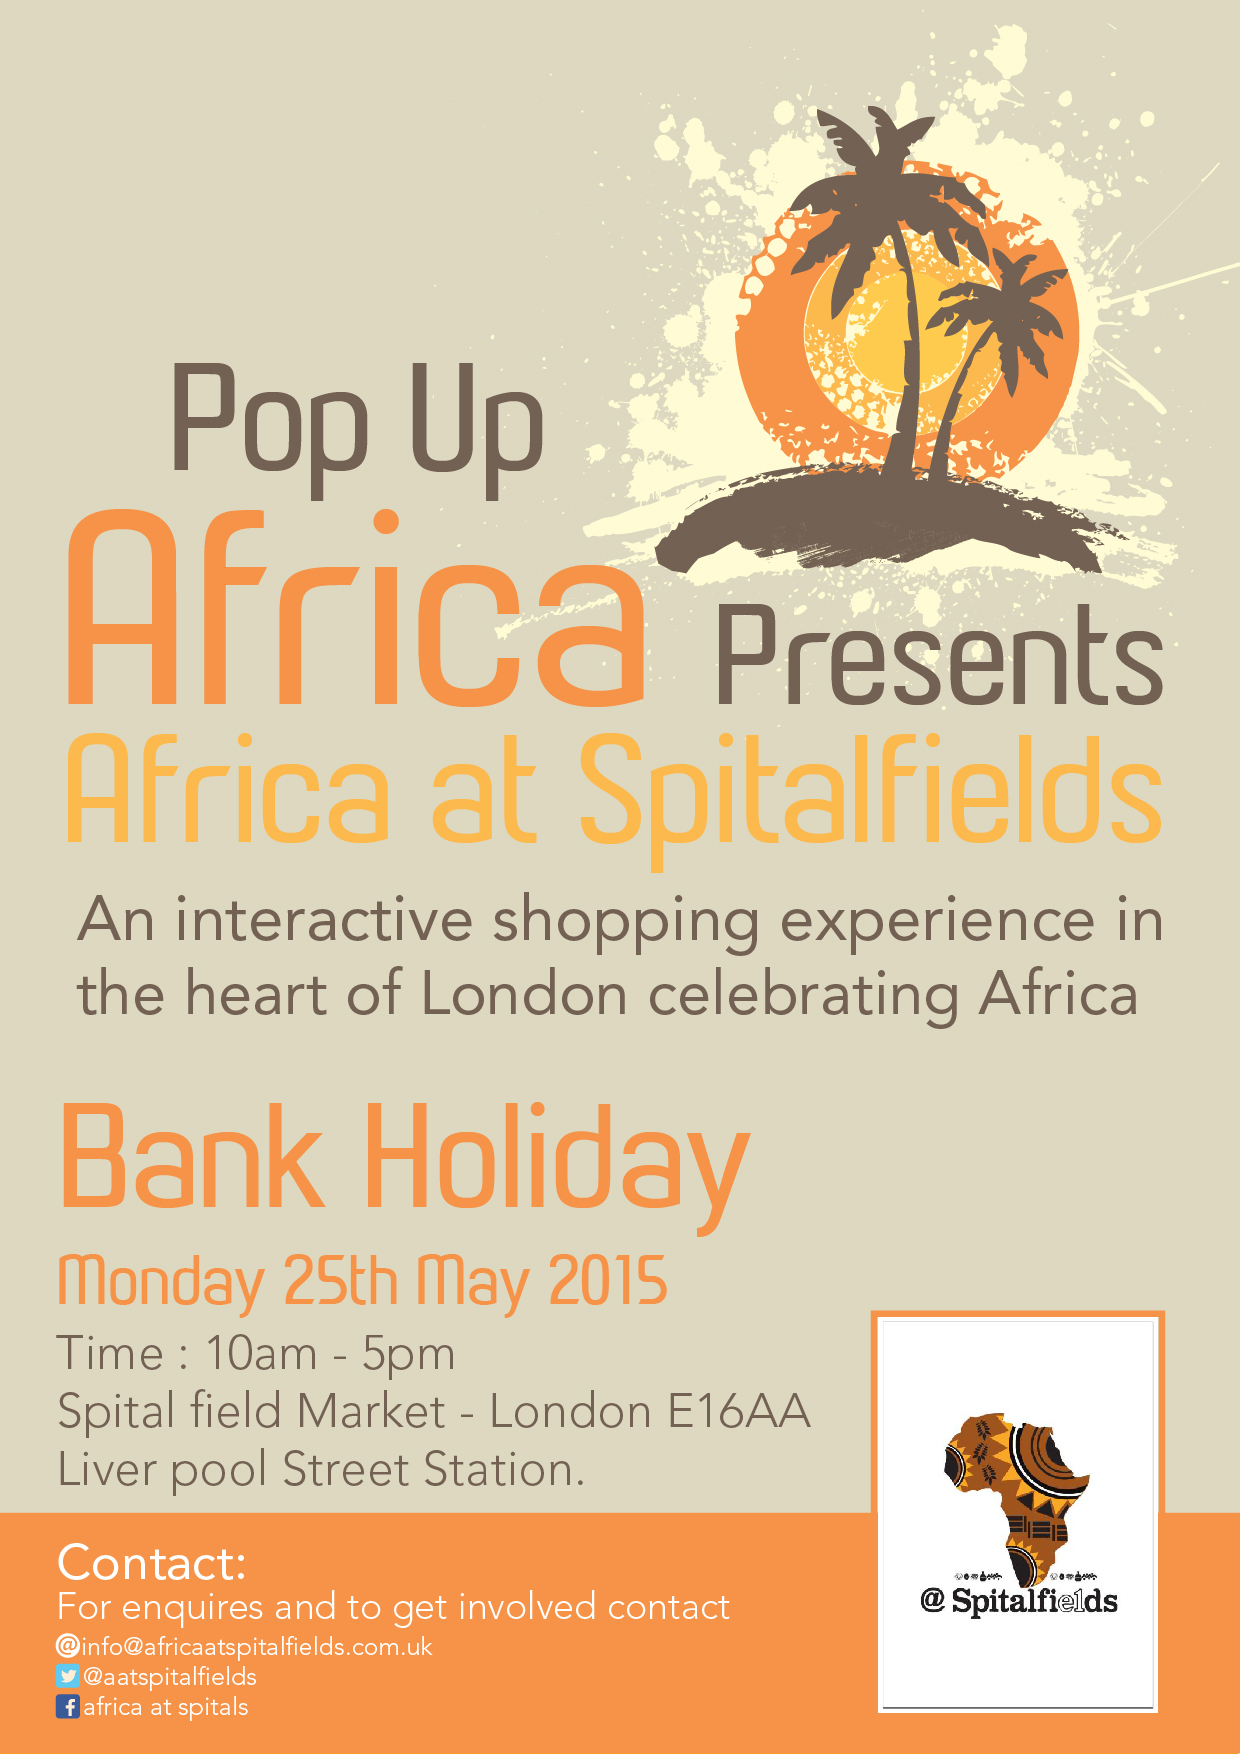 Pop Up
Africa Presents
Africa at Spitalfields
An interactive shopping experience in
the heart of London celebrating Africa
Bank Holiday
Monday 25th May 2015
Time : 10am - 5pm
Spital field Market - London E16AA
Liver pool Street Station.
Contact:
For enquires and to get involved contact
@info@africaatspitalfields.com.uk
@aatspitalfields
f africa at spitals
@ Spitalfields